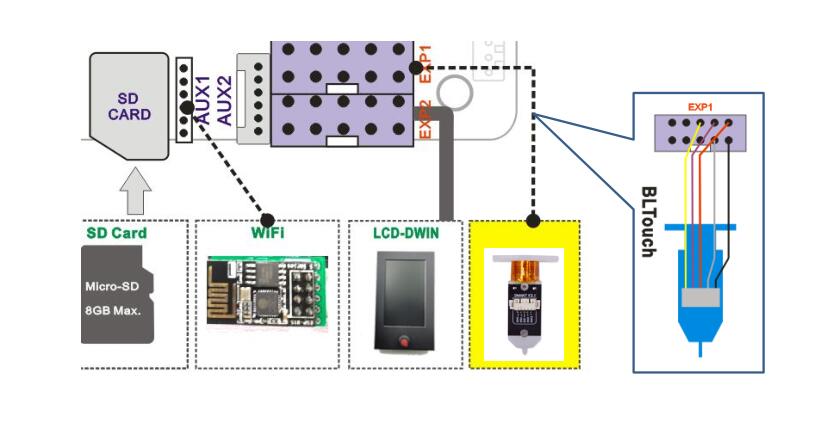 SD
CARD
AUX1
AUX2
EXP1
EXP2
EXP1
BLTouch
SD Card
WiFi
LCD-DWIN
Micro-SD
8GB Max.